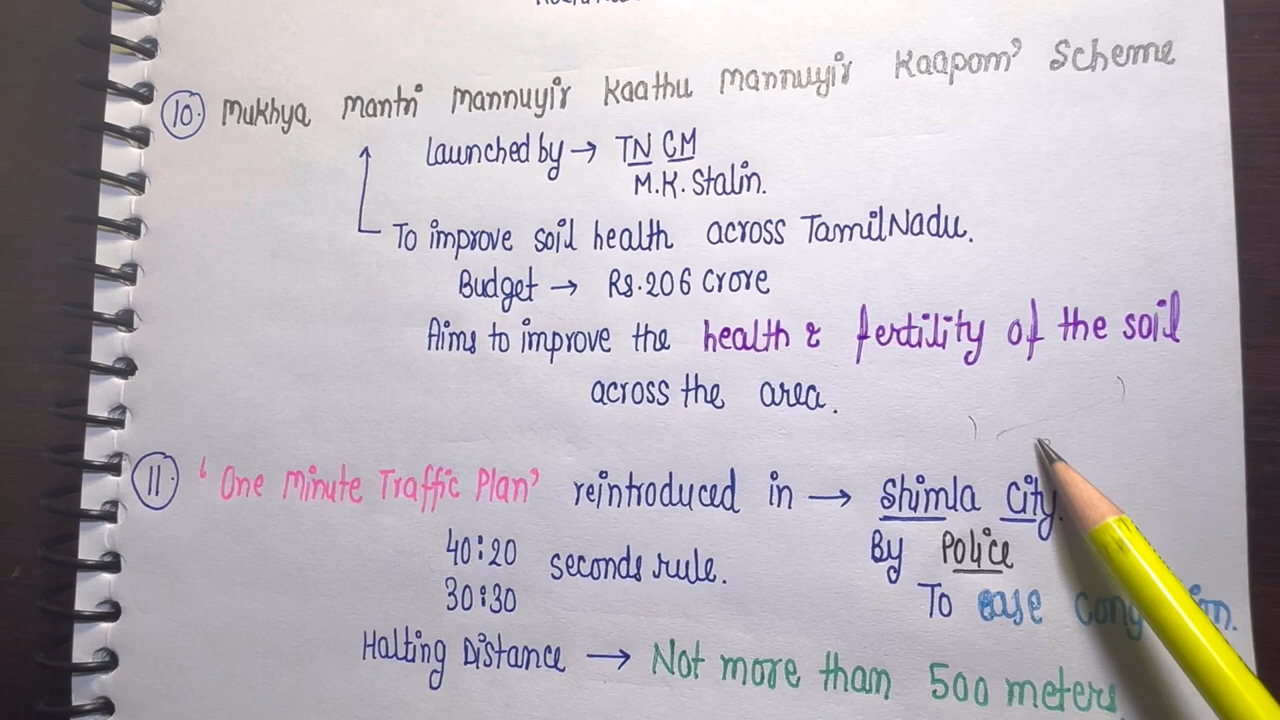 10. Mukhya mantri mannuyir Kaathu mannuyir Kaapom' Scheme
Launched by → TN CM
M.K. Stalin.
To improve soil health across TamilNadu.
Budget → Rs.206 Crore
Aims to improve the health & fertility of the soil
across the area.
11. 'One Minute Traffic Plan' reintroduced in → Shimla City.
By Police
40:20 seconds rule.
30:30
To ease
Halting Distance → Not more than 500 meters